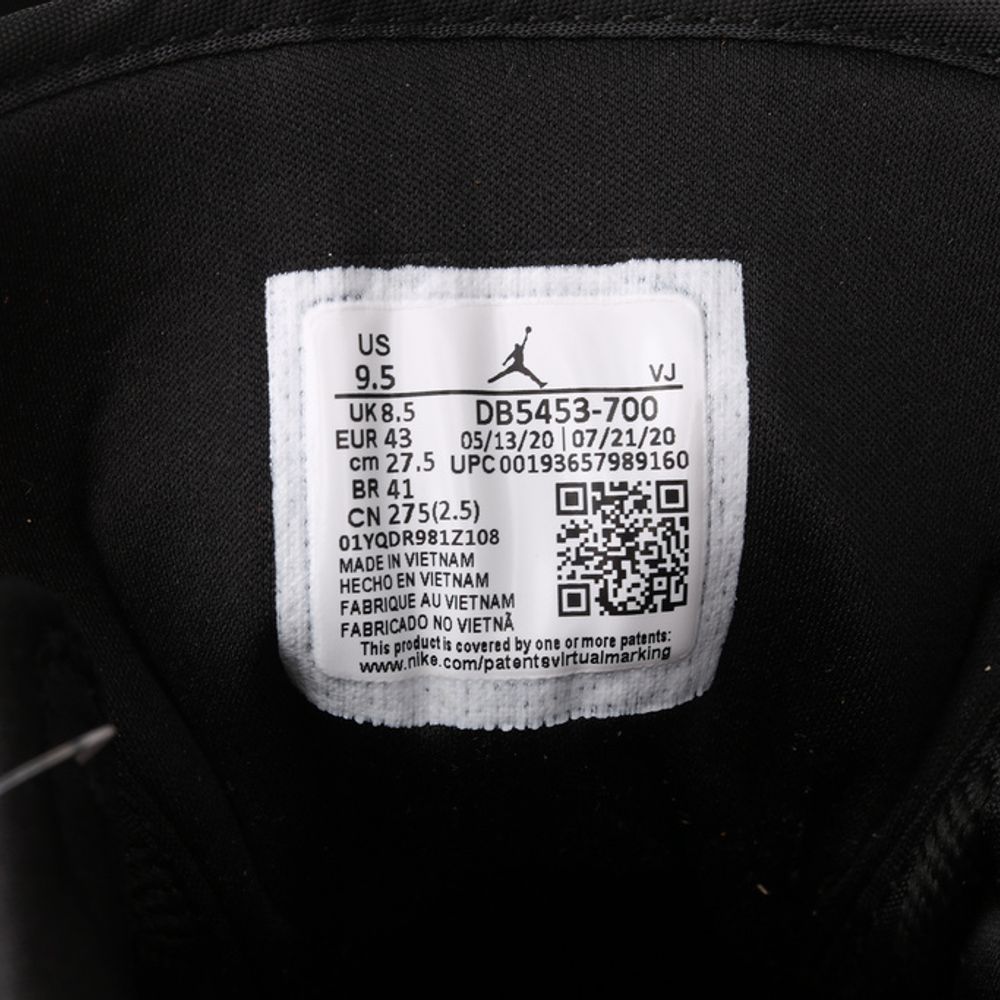 US
9.5 VJ
UK 8.5 DB5453-700
EUR 43 05/13/20 | 07/21/20
cm 27.5 UPC 00193657989160
BR 41
CN 275(2.5)
01YQDR981Z108
MADE IN VIETNAM
HECHO EN VIETNAM
FABRIQUE AU VIETNAM
FABRICADO NO VIETNÃ
This product is covered by one or more patents:
www.nike.com/patentsvirtualmarking